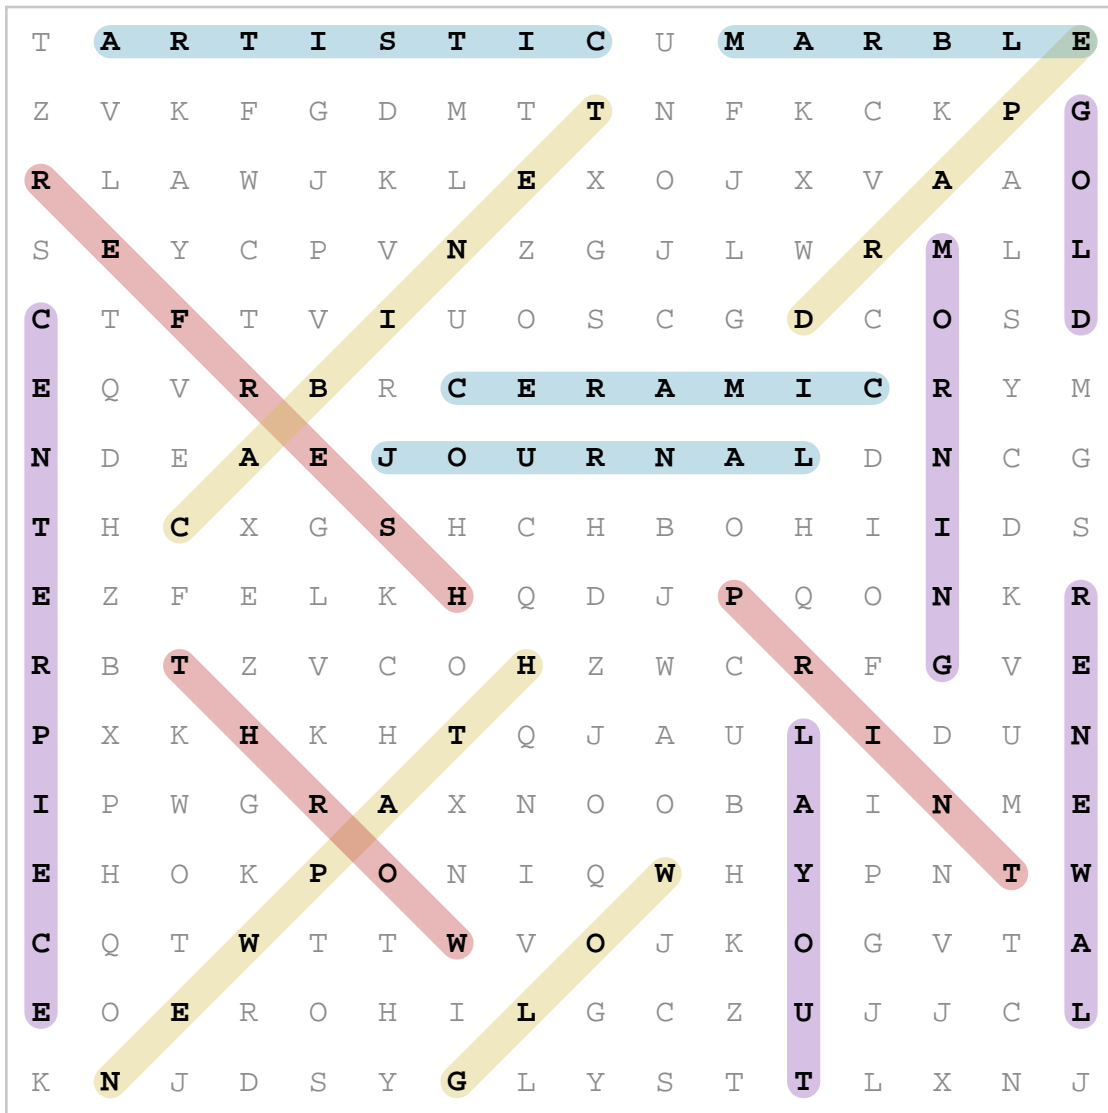 T A R T I S T I C U M A R B L E
Z V K F G D M T T N F K C K P G
R L A W J K L E X O J X V A A O
S E Y C P V N Z G J L W R M L L
C T F T V I U O S C G D C O S D
E Q V R B R C E R A M I C R Y M
N D E A E J O U R N A L D N C G
T H C X G S H C H B O H I I D S
E Z F E L K H Q D J P Q O N K R
R B T Z V C O H Z W C R F G V E
P X K H K H T Q J A U L I D U N
I P W G R A X N O O B A I N M E
E H O K P O N I Q W H Y P N T W
C Q T W T T W V O J K O G V T A
E O E R O H I L G C Z U J J C L
K N J D S Y G L Y S T T L X N J